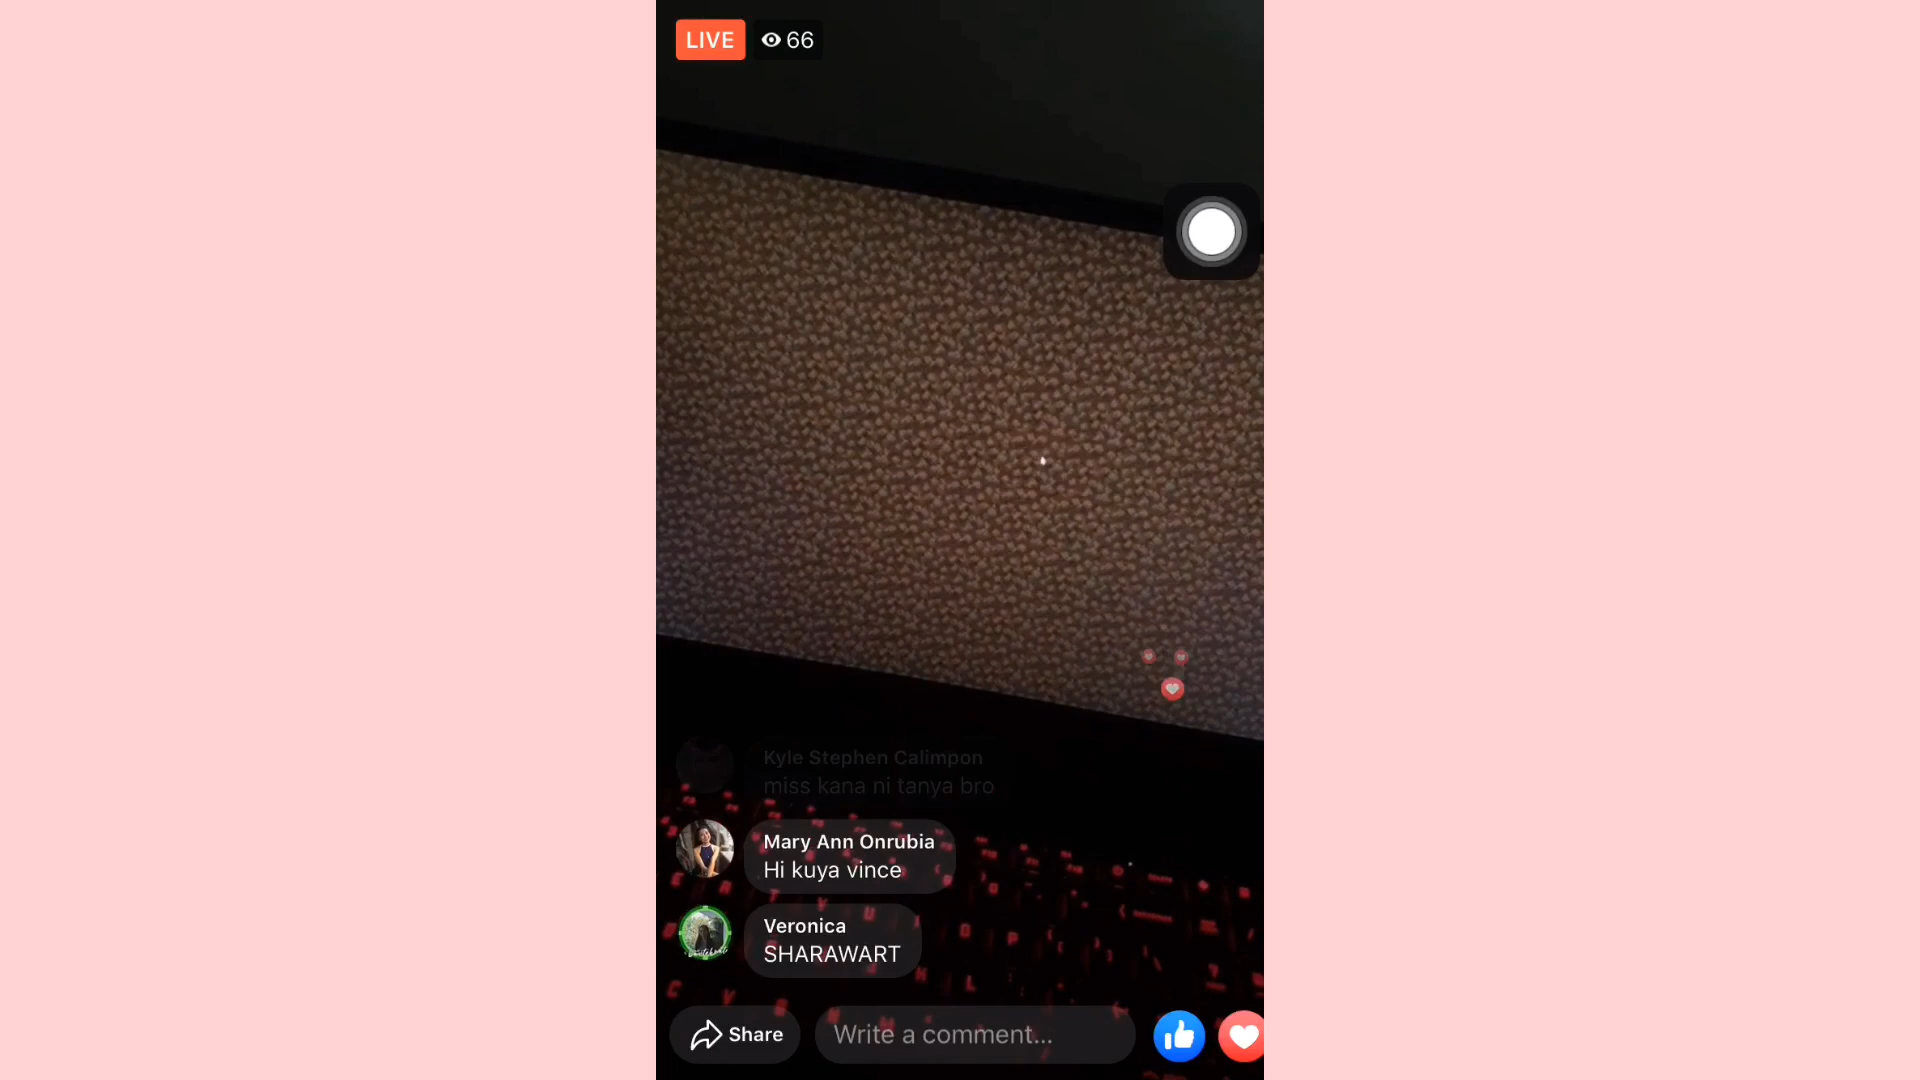 LIVE 66
Kyle Stephen Calimpon
miss kana ni tanya bro
Mary Ann Onrubia
Hi kuya vince
Veronica
SHARAWART
Share
Write a comment...